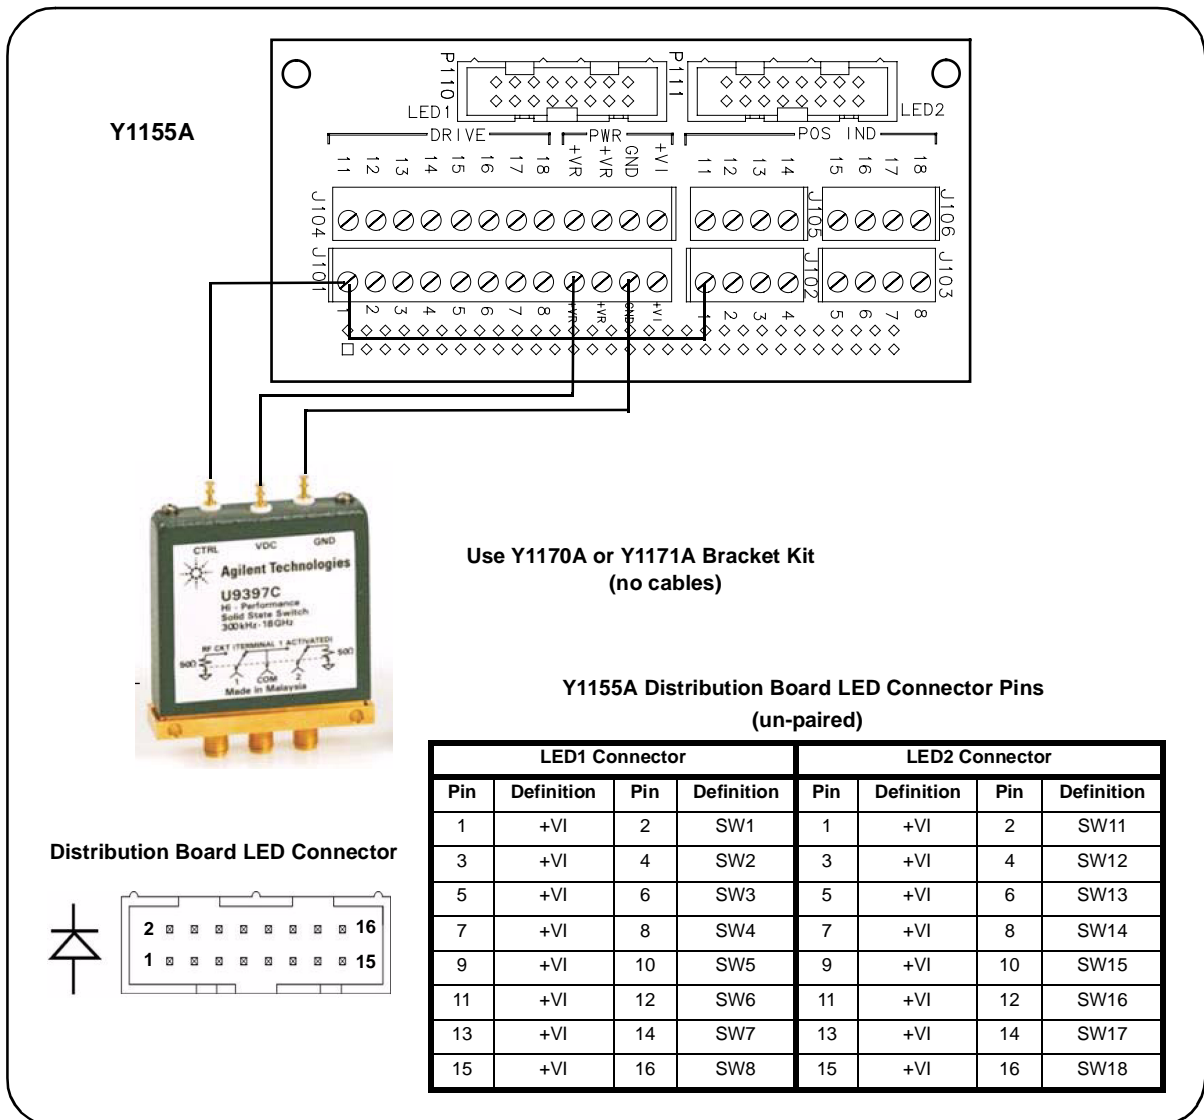 P110
P111
LED1
LED2
Y1155A
DRIVE PWR POS IND
11 12 13 14 15 16 17 18 +VR +VR GND +VI 11 12 13 14 15 16 17 18
J104 J105 J106
J101 J102 J103
1 2 3 4 5 6 7 8 +VR +VR GND +VI 1 2 3 4 5 6 7 8
CTRL VDC GND
Agilent Technologies
U9397C
Hi - Performance
Solid State Switch
300kHz - 18GHz
RF CKT (TERMINAL 1 ACTIVATED)
50Ω 50Ω
1 COM 2
Made in Malaysia
Use Y1170A or Y1171A Bracket Kit
(no cables)
Y1155A Distribution Board LED Connector Pins
(un-paired)
LED1 Connector LED2 Connector
Pin Definition Pin Definition Pin Definition Pin Definition
1 +VI 2 SW1 1 +VI 2 SW11
3 +VI 4 SW2 3 +VI 4 SW12
5 +VI 6 SW3 5 +VI 6 SW13
7 +VI 8 SW4 7 +VI 8 SW14
9 +VI 10 SW5 9 +VI 10 SW15
11 +VI 12 SW6 11 +VI 12 SW16
13 +VI 14 SW7 13 +VI 14 SW17
15 +VI 16 SW8 15 +VI 16 SW18
Distribution Board LED Connector
2 16
1 15